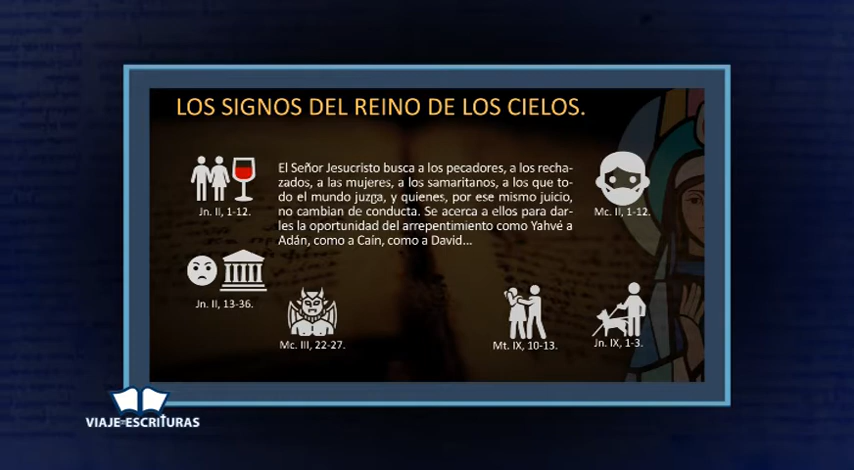 LOS SIGNOS DEL REINO DE LOS CIELOS.
El Señor Jesucristo busca a los pecadores, a los recha-
zados, a las mujeres, a los samaritanos, a los que to-
do el mundo juzga, y quienes, por ese mismo juicio,
no cambian de conducta. Se acerca a ellos para dar-
les la oportunidad del arrepentimiento como Yahvé a
Adán, como a Caín, como a David...
Jn. II, 1-12.
Mc. II, 1-12.
Jn. II, 13-36.
Mc. III, 22-27.
Mt. IX, 10-13.
Jn. IX, 1-3.
VIAJE ESCRITURAS